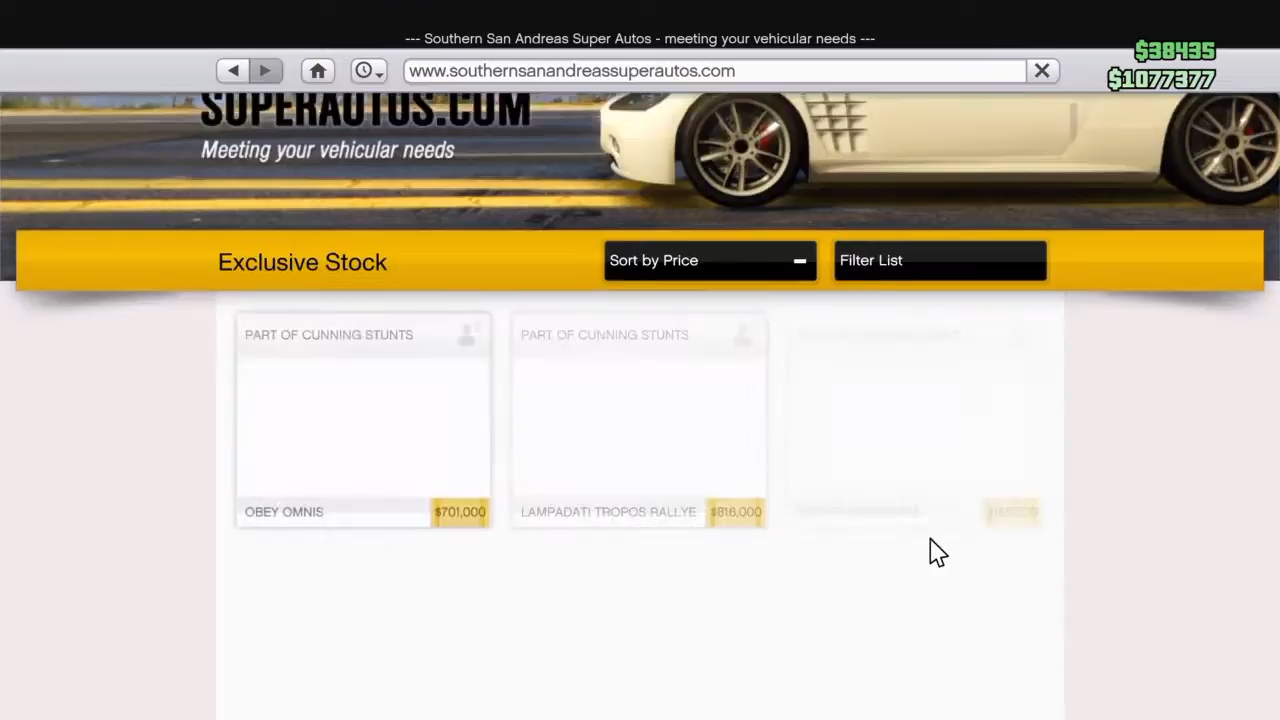 --- Southern San Andreas Super Autos - meeting your vehicular needs ---
$38435
$1077377
www.southernsanandreassuperautos.com
SUPERAUTOS.COM
Meeting your vehicular needs
Exclusive Stock
Sort by Price
Filter List
PART OF CUNNING STUNTS
PART OF CUNNING STUNTS
OBEY OMNIS
$701,000
LAMPADATI TROPOS RALLYE
$816,000